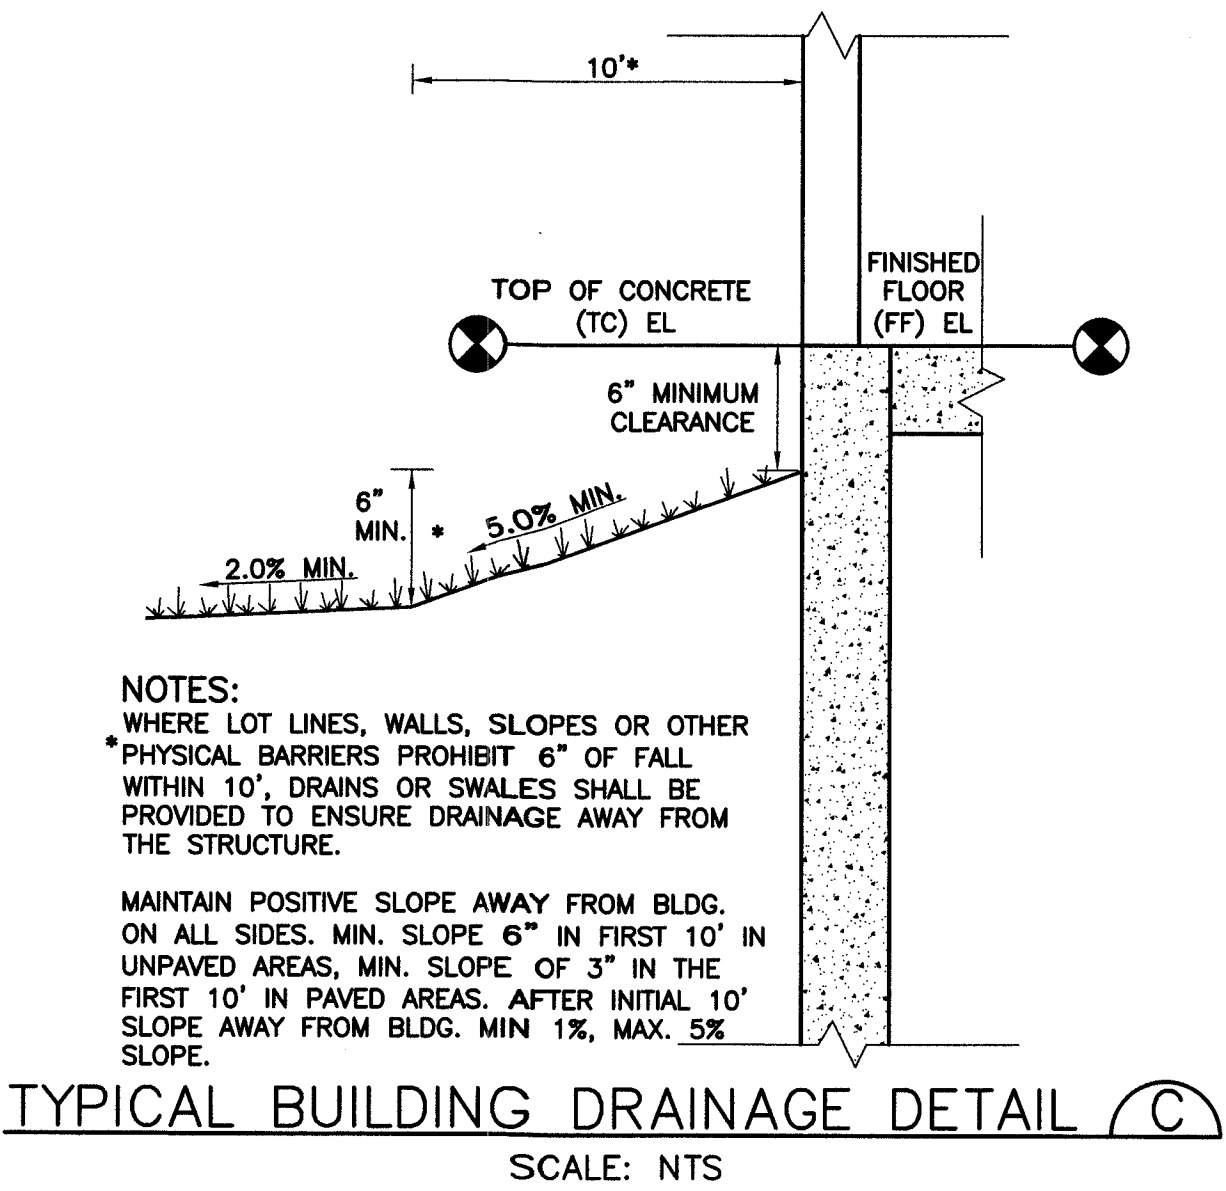 10'*
TOP OF CONCRETE
(TC) EL
FINISHED
FLOOR
(FF) EL
6" MINIMUM
CLEARANCE
6"
MIN. *
5.0% MIN.
2.0% MIN.
NOTES:
WHERE LOT LINES, WALLS, SLOPES OR OTHER
* PHYSICAL BARRIERS PROHIBIT 6" OF FALL
WITHIN 10', DRAINS OR SWALES SHALL BE
PROVIDED TO ENSURE DRAINAGE AWAY FROM
THE STRUCTURE.
MAINTAIN POSITIVE SLOPE AWAY FROM BLDG.
ON ALL SIDES. MIN. SLOPE 6" IN FIRST 10' IN
UNPAVED AREAS, MIN. SLOPE OF 3" IN THE
FIRST 10' IN PAVED AREAS. AFTER INITIAL 10'
SLOPE AWAY FROM BLDG. MIN 1%, MAX. 5%
SLOPE.
TYPICAL BUILDING DRAINAGE DETAIL C
SCALE: NTS